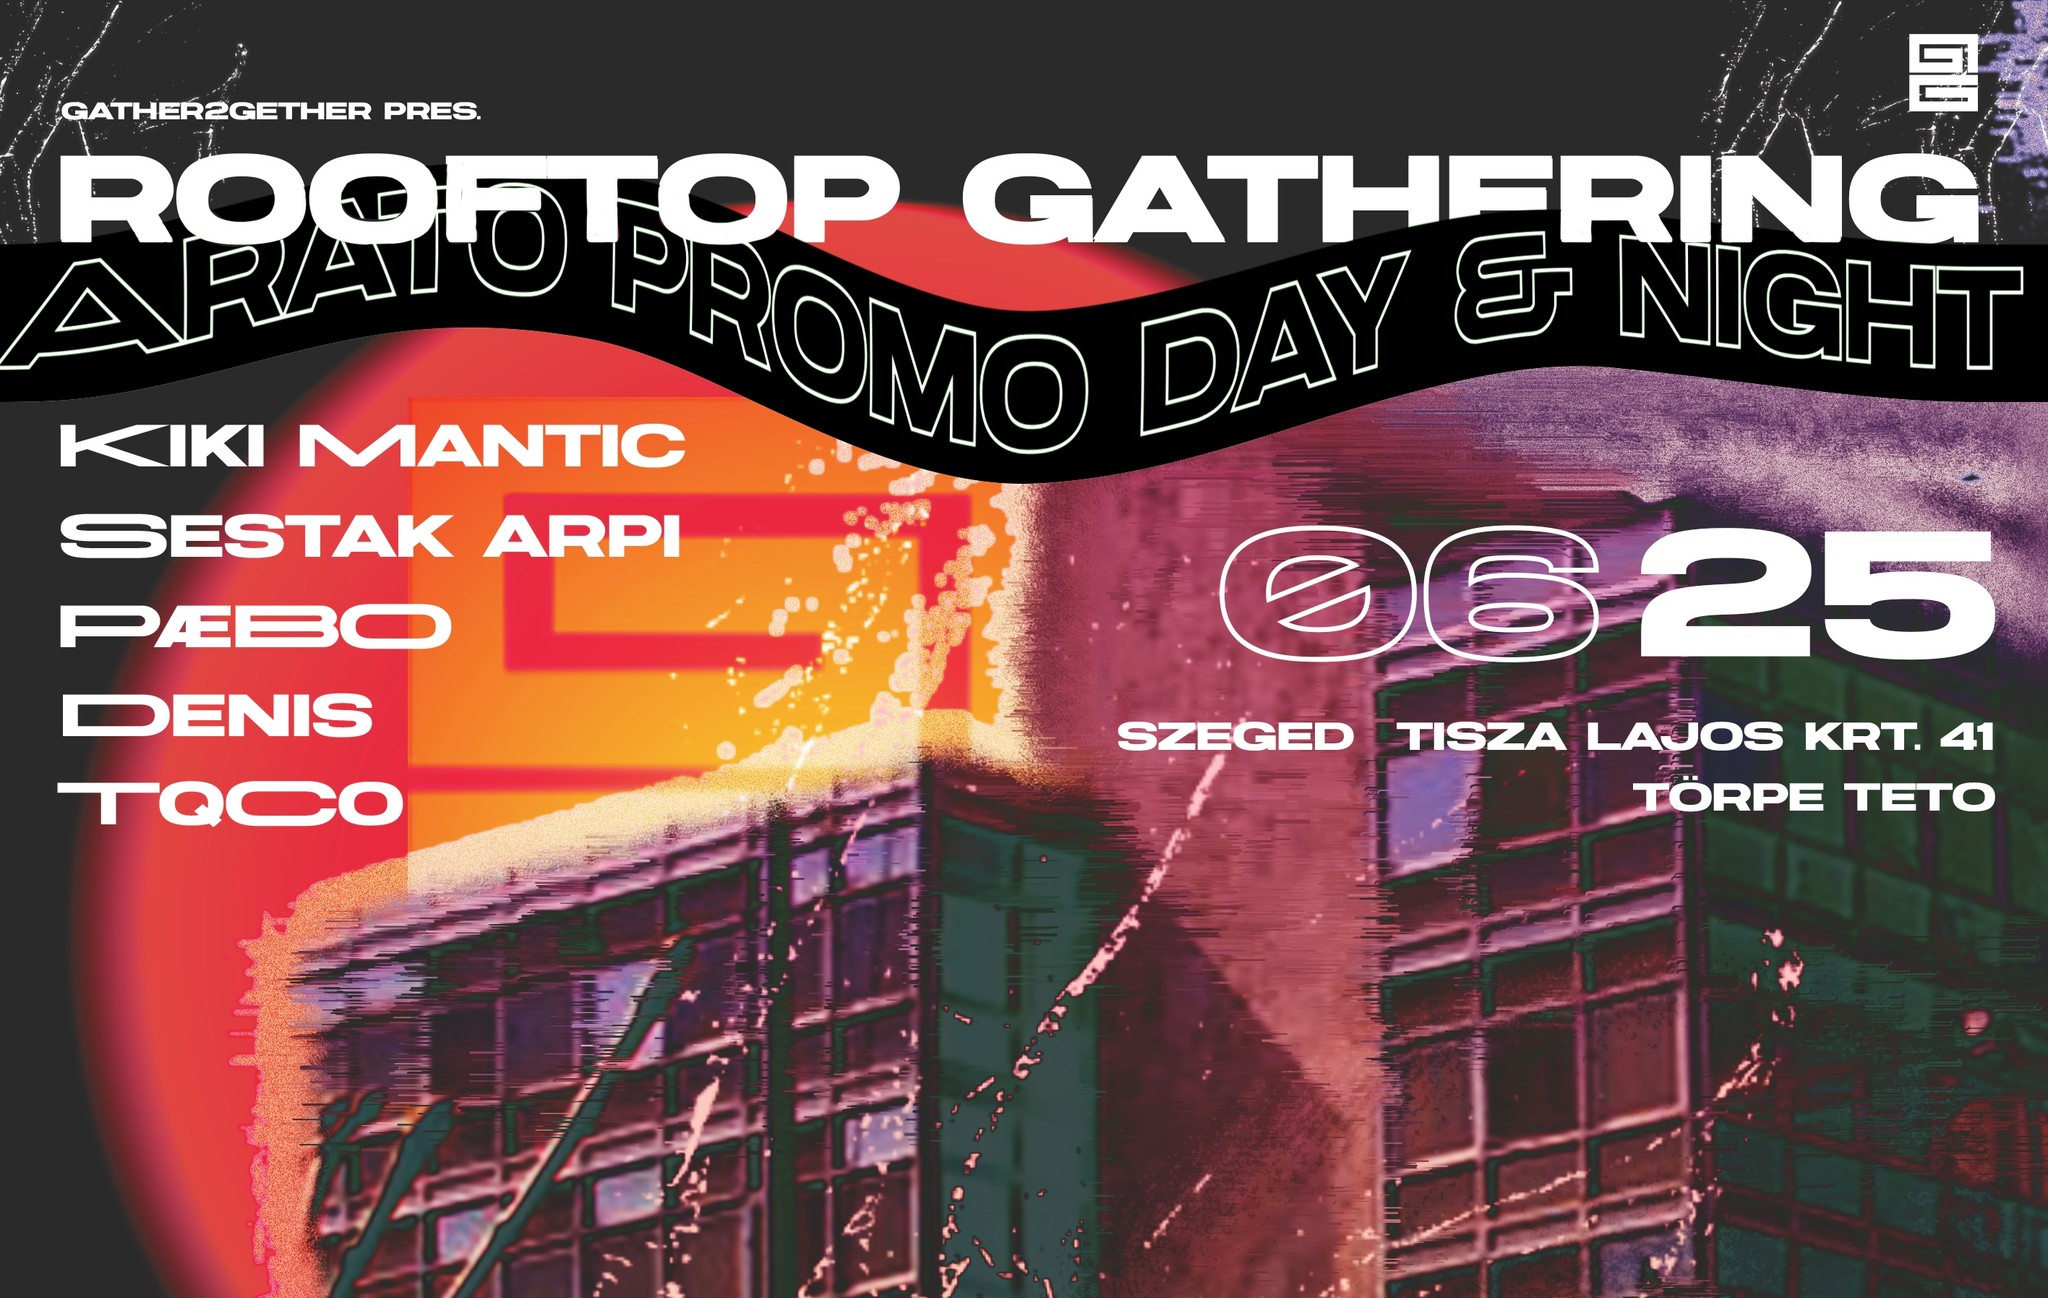 GATHER2GETHER PRES.
ROOFTOP GATHERING
ARATO PROMO DAY & NIGHT
KIKI MANTIC
SESTAK ARPI
PÆBO
DENIS
TQCO
06 25
SZEGED TISZA LAJOS KRT. 41
TÖRPE TETO